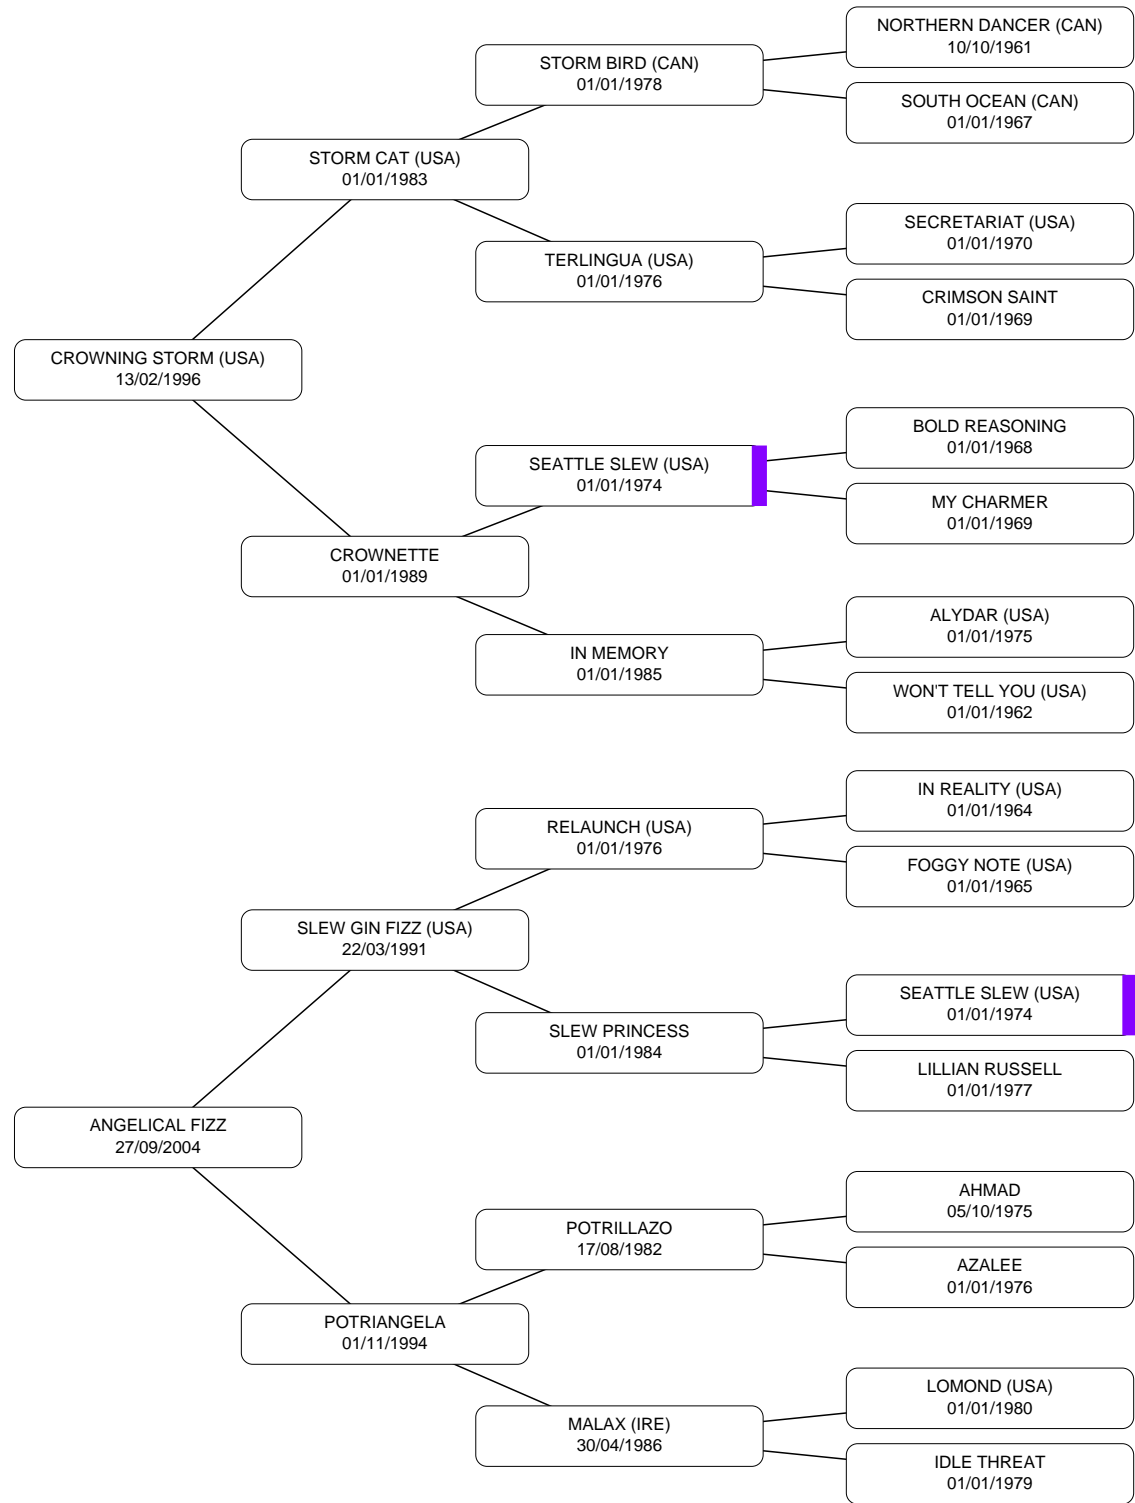 NORTHERN DANCER (CAN)
10/10/1961
STORM BIRD (CAN)
01/01/1978
SOUTH OCEAN (CAN)
01/01/1967
STORM CAT (USA)
01/01/1983
SECRETARIAT (USA)
01/01/1970
TERLINGUA (USA)
01/01/1976
CRIMSON SAINT
01/01/1969
CROWNING STORM (USA)
13/02/1996
BOLD REASONING
01/01/1968
SEATTLE SLEW (USA)
01/01/1974
MY CHARMER
01/01/1969
CROWNETTE
01/01/1989
ALYDAR (USA)
01/01/1975
IN MEMORY
01/01/1985
WON'T TELL YOU (USA)
01/01/1962
IN REALITY (USA)
01/01/1964
RELAUNCH (USA)
01/01/1976
FOGGY NOTE (USA)
01/01/1965
SLEW GIN FIZZ (USA)
22/03/1991
SEATTLE SLEW (USA)
01/01/1974
SLEW PRINCESS
01/01/1984
LILLIAN RUSSELL
01/01/1977
ANGELICAL FIZZ
27/09/2004
AHMAD
05/10/1975
POTRILLAZO
17/08/1982
AZALEE
01/01/1976
POTRIANGELA
01/11/1994
LOMOND (USA)
01/01/1980
MALAX (IRE)
30/04/1986
IDLE THREAT
01/01/1979